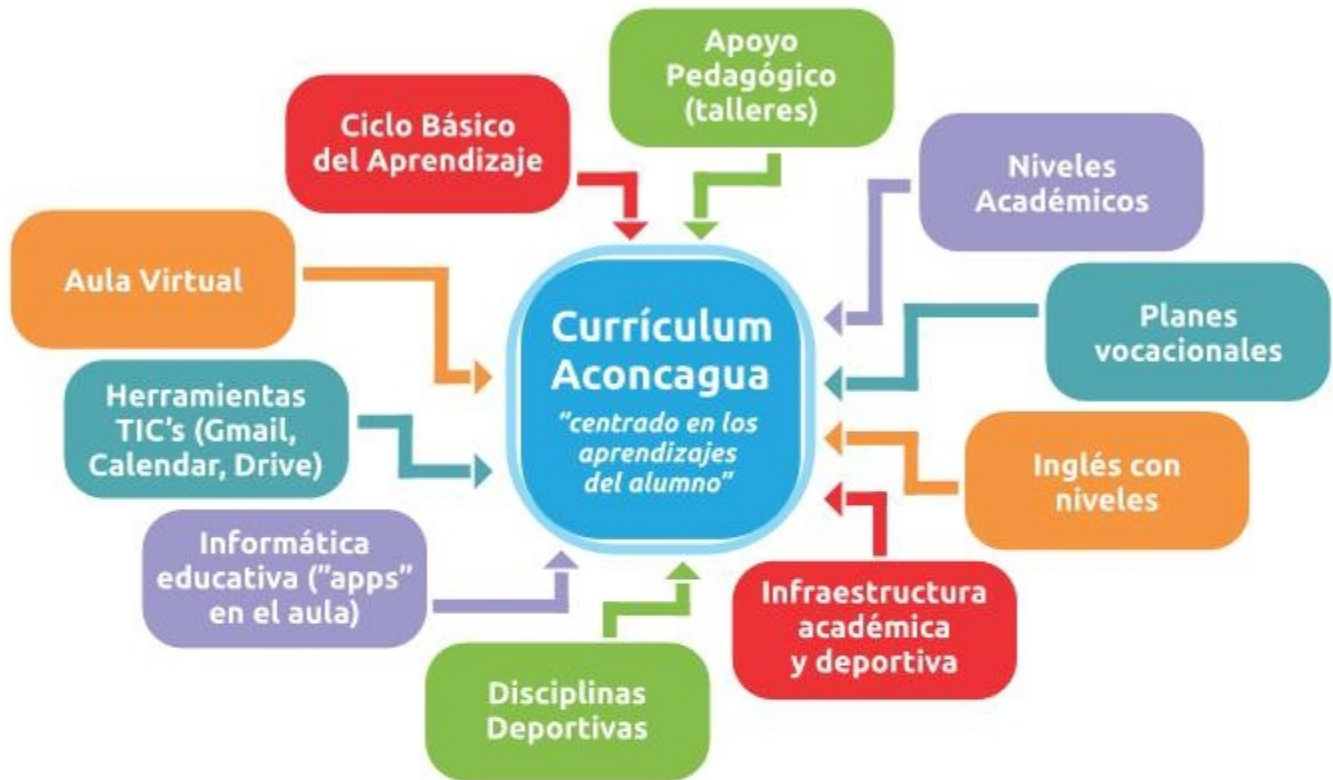 Apoyo
Pedagógico
(talleres)
Ciclo Básico
del Aprendizaje
Niveles
Académicos
Aula Virtual
Planes
vocacionales
Currículum
Aconcagua
"centrado en los
aprendizajes
del alumno"
Herramientas
TIC's (Gmail,
Calendar, Drive)
Inglés con
niveles
Informática
educativa ("apps"
en el aula)
Infraestructura
académica
y deportiva
Disciplinas
Deportivas